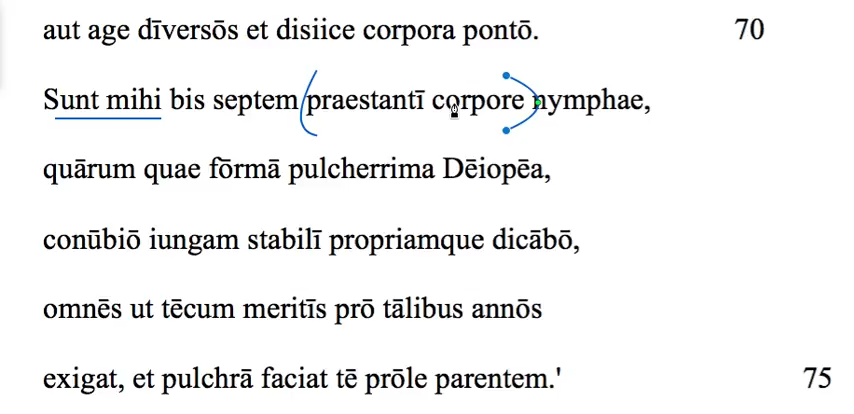 aut age dīversōs et disiice corpora pontō. 70
Sunt mihi bis septem praestantī corpore nymphae,
quārum quae fōrmā pulcherrima Dēiopēa,
conūbiō iungam stabilī propriamque dicābō,
omnēs ut tēcum meritīs prō tālibus annōs
exigat, et pulchrā faciat tē prōle parentem.' 75